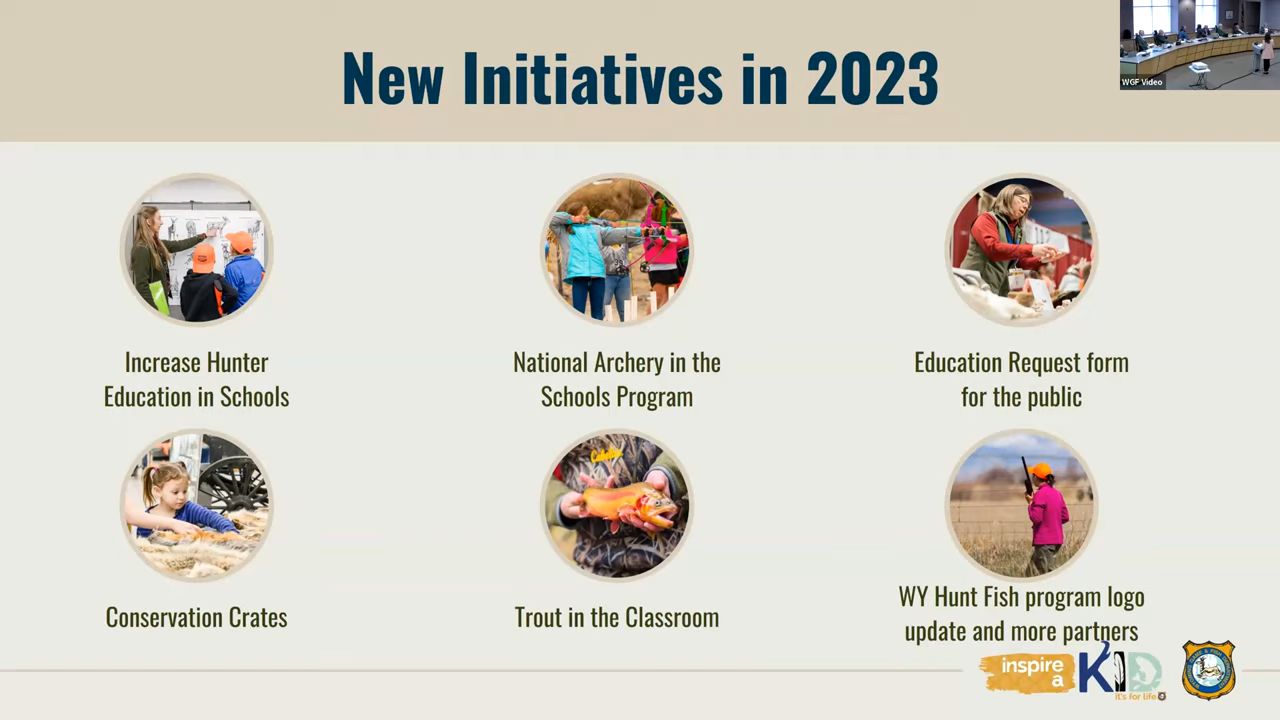 New Initiatives in 2023
WGF Video
Increase Hunter
Education in Schools
National Archery in the
Schools Program
Education Request form
for the public
Conservation Crates
Trout in the Classroom
WY Hunt Fish program logo
update and more partners
inspire
a
KID
it's for life